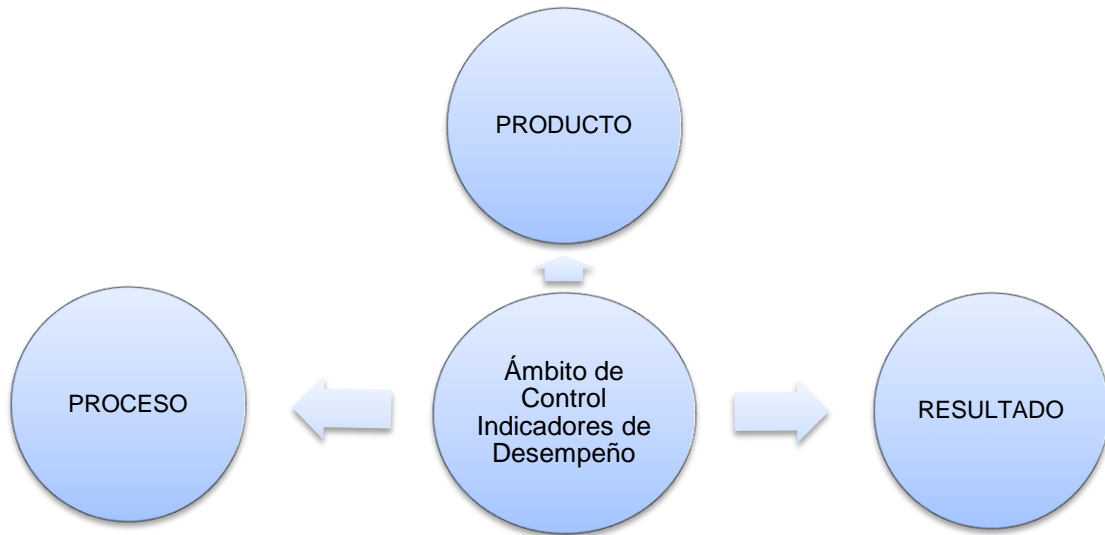 PRODUCTO
PROCESO
Ámbito de
Control
Indicadores de
Desempeño
RESULTADO